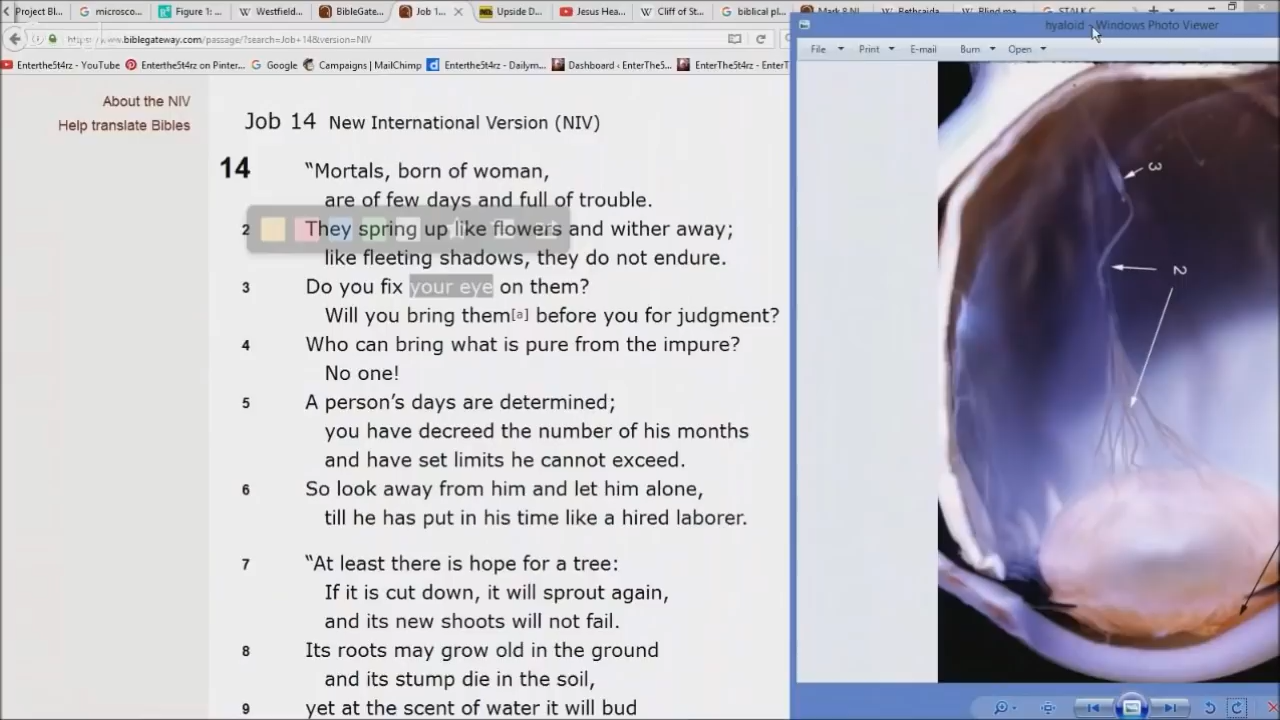 Project Bl...
microsco...
Figure 1: ...
Westfield...
BibleGate...
Job 1...
Upside D...
Jesus Hea...
Cliff of St...
biblical pl...
Mark 8 NI
Bethsaida
Blind ma
STALK C
hyaloid - Windows Photo Viewer
https://www.biblegateway.com/passage/?search=Job+14&version=NIV
File Print E-mail Burn Open
Enterthe5t4rz - YouTube
Enterthe5t4rz on Pinter...
Google
Campaigns | MailChimp
Enterthe5t4rz - Dailym...
Dashboard ‹ EnterThe5...
EnterThe5t4rz - EnterT
About the NIV
Help translate Bibles
Job 14 New International Version (NIV)
14 “Mortals, born of woman,
are of few days and full of trouble.
2 They spring up like flowers and wither away;
like fleeting shadows, they do not endure.
3 Do you fix your eye on them?
Will you bring them[a] before you for judgment?
4 Who can bring what is pure from the impure?
No one!
5 A person’s days are determined;
you have decreed the number of his months
and have set limits he cannot exceed.
6 So look away from him and let him alone,
till he has put in his time like a hired laborer.
7 “At least there is hope for a tree:
If it is cut down, it will sprout again,
and its new shoots will not fail.
8 Its roots may grow old in the ground
and its stump die in the soil,
9 yet at the scent of water it will bud
3
2